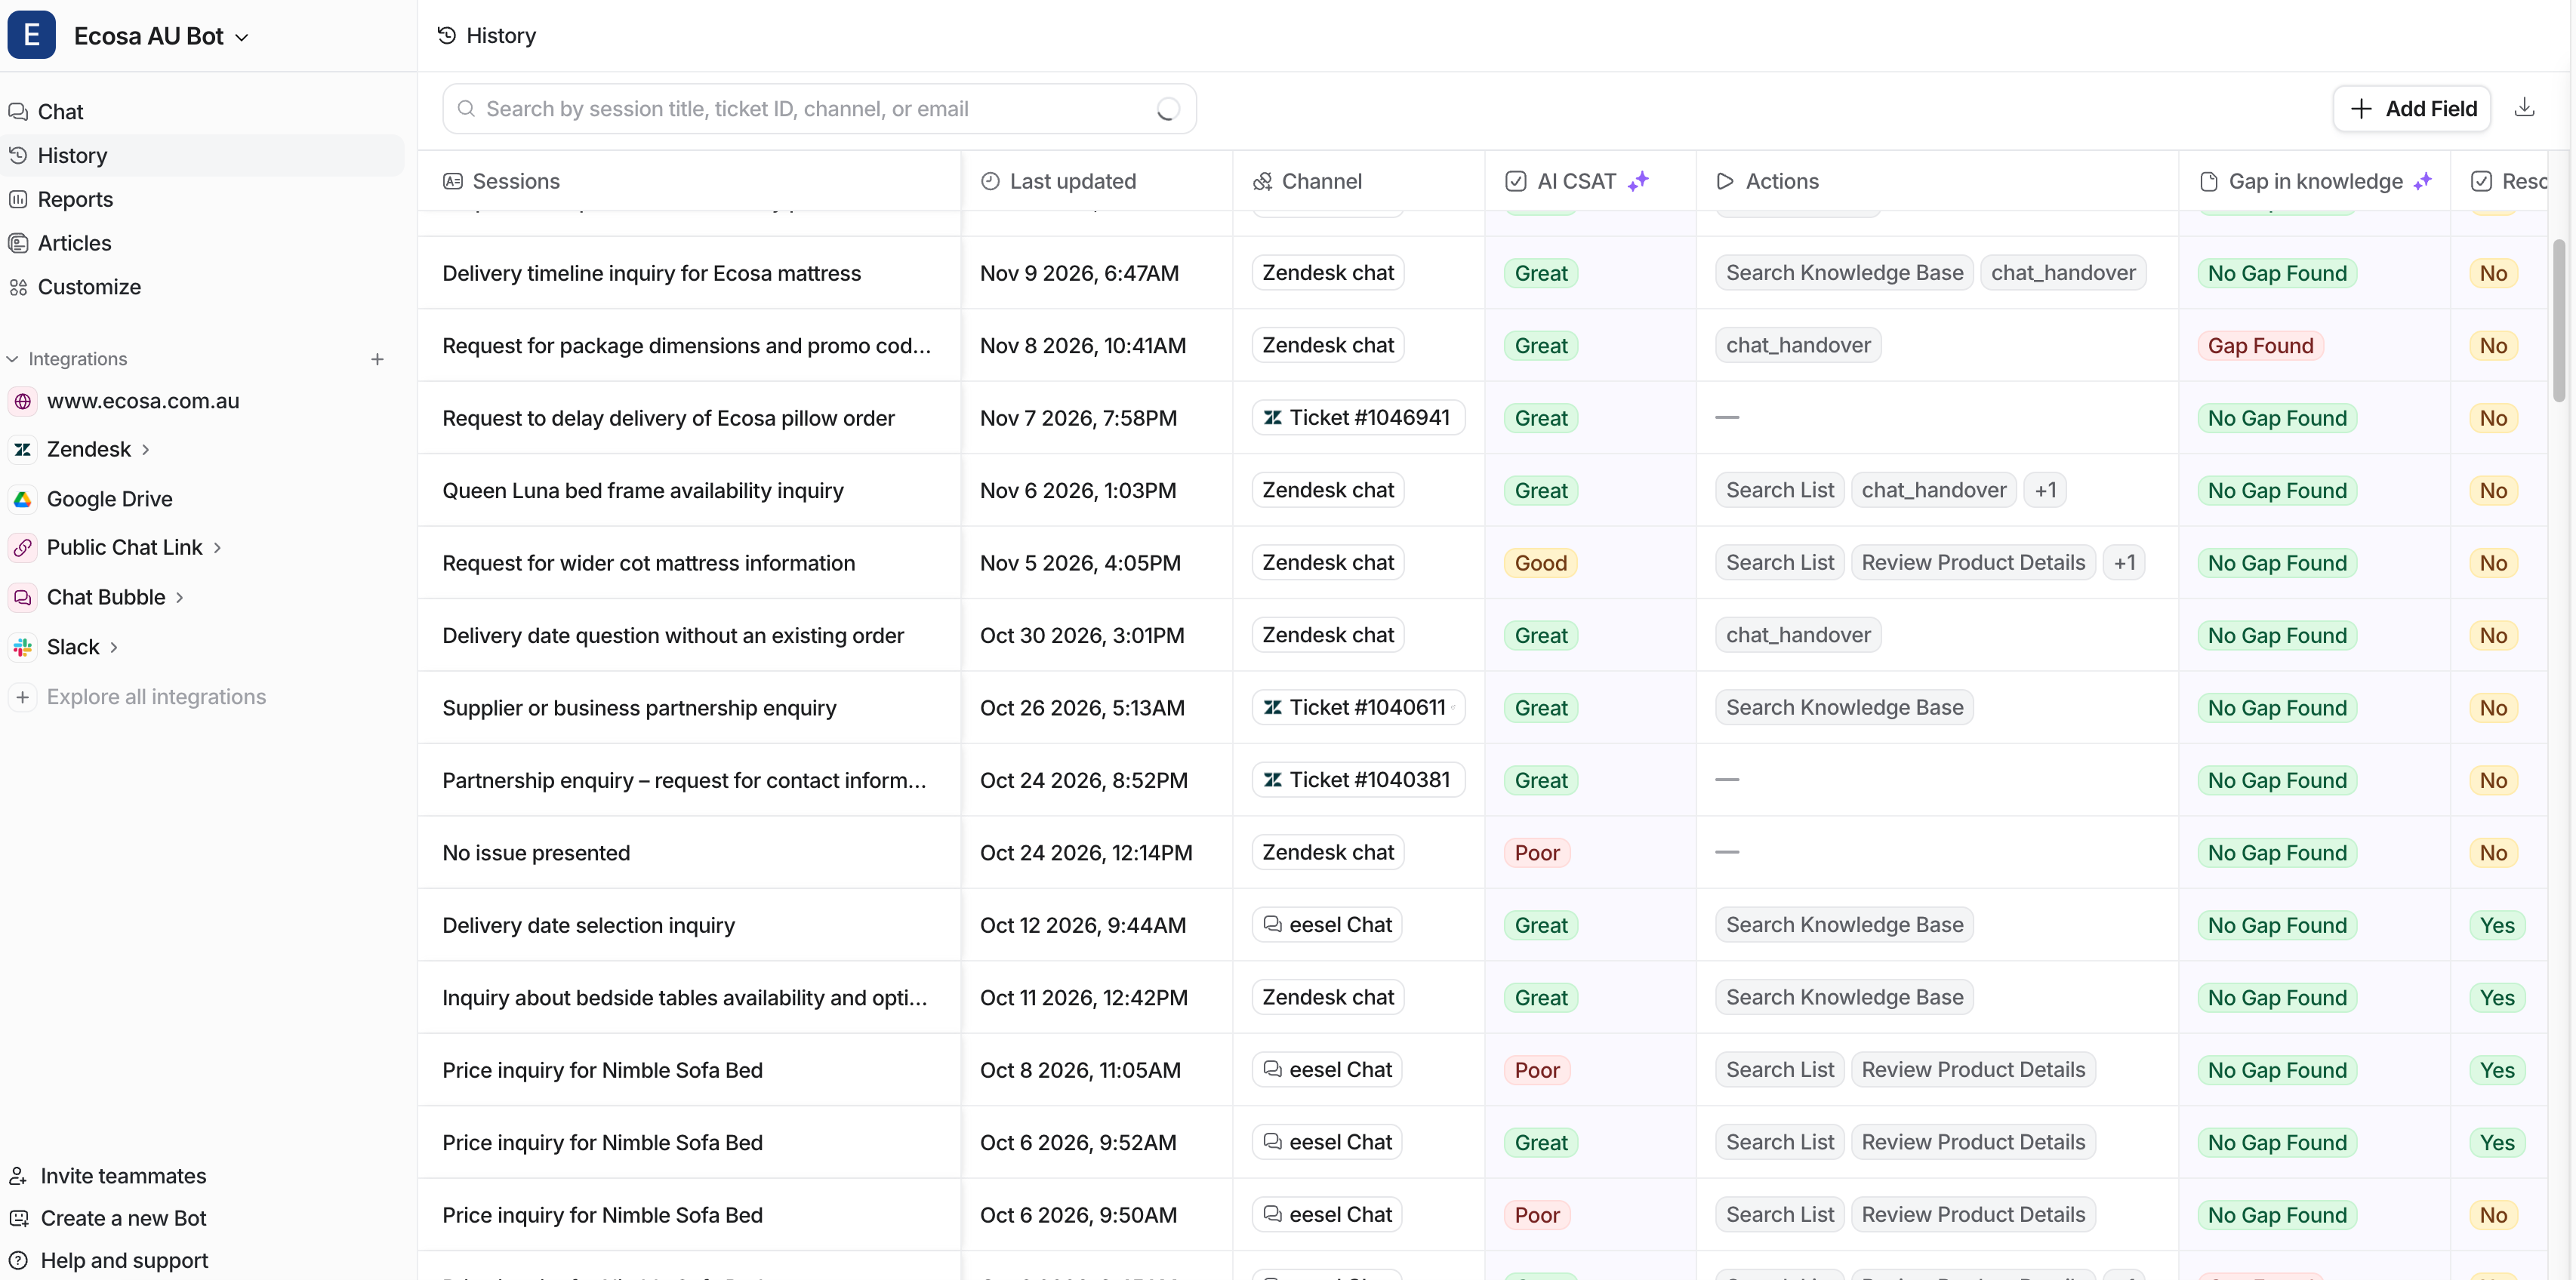 E Ecosa AU Bot
History
Chat
History
Reports
Articles
Customize
Integrations
www.ecosa.com.au
Zendesk
Google Drive
Public Chat Link
Chat Bubble
Slack
Explore all integrations
Invite teammates
Create a new Bot
Help and support
Search by session title, ticket ID, channel, or email
Add Field
Sessions Last updated Channel AI CSAT Actions Gap in knowledge Resc
Delivery timeline inquiry for Ecosa mattress Nov 9 2026, 6:47AM Zendesk chat Great Search Knowledge Base chat_handover No Gap Found No
Request for package dimensions and promo cod... Nov 8 2026, 10:41AM Zendesk chat Great chat_handover Gap Found No
Request to delay delivery of Ecosa pillow order Nov 7 2026, 7:58PM Ticket #1046941 Great — No Gap Found No
Queen Luna bed frame availability inquiry Nov 6 2026, 1:03PM Zendesk chat Great Search List chat_handover +1 No Gap Found No
Request for wider cot mattress information Nov 5 2026, 4:05PM Zendesk chat Good Search List Review Product Details +1 No Gap Found No
Delivery date question without an existing order Oct 30 2026, 3:01PM Zendesk chat Great chat_handover No Gap Found No
Supplier or business partnership enquiry Oct 26 2026, 5:13AM Ticket #1040611 Great Search Knowledge Base No Gap Found No
Partnership enquiry – request for contact inform... Oct 24 2026, 8:52PM Ticket #1040381 Great — No Gap Found No
No issue presented Oct 24 2026, 12:14PM Zendesk chat Poor — No Gap Found No
Delivery date selection inquiry Oct 12 2026, 9:44AM eesel Chat Great Search Knowledge Base No Gap Found Yes
Inquiry about bedside tables availability and opti... Oct 11 2026, 12:42PM Zendesk chat Great Search Knowledge Base No Gap Found Yes
Price inquiry for Nimble Sofa Bed Oct 8 2026, 11:05AM eesel Chat Poor Search List Review Product Details No Gap Found Yes
Price inquiry for Nimble Sofa Bed Oct 6 2026, 9:52AM eesel Chat Great Search List Review Product Details No Gap Found Yes
Price inquiry for Nimble Sofa Bed Oct 6 2026, 9:50AM eesel Chat Poor Search List Review Product Details No Gap Found No